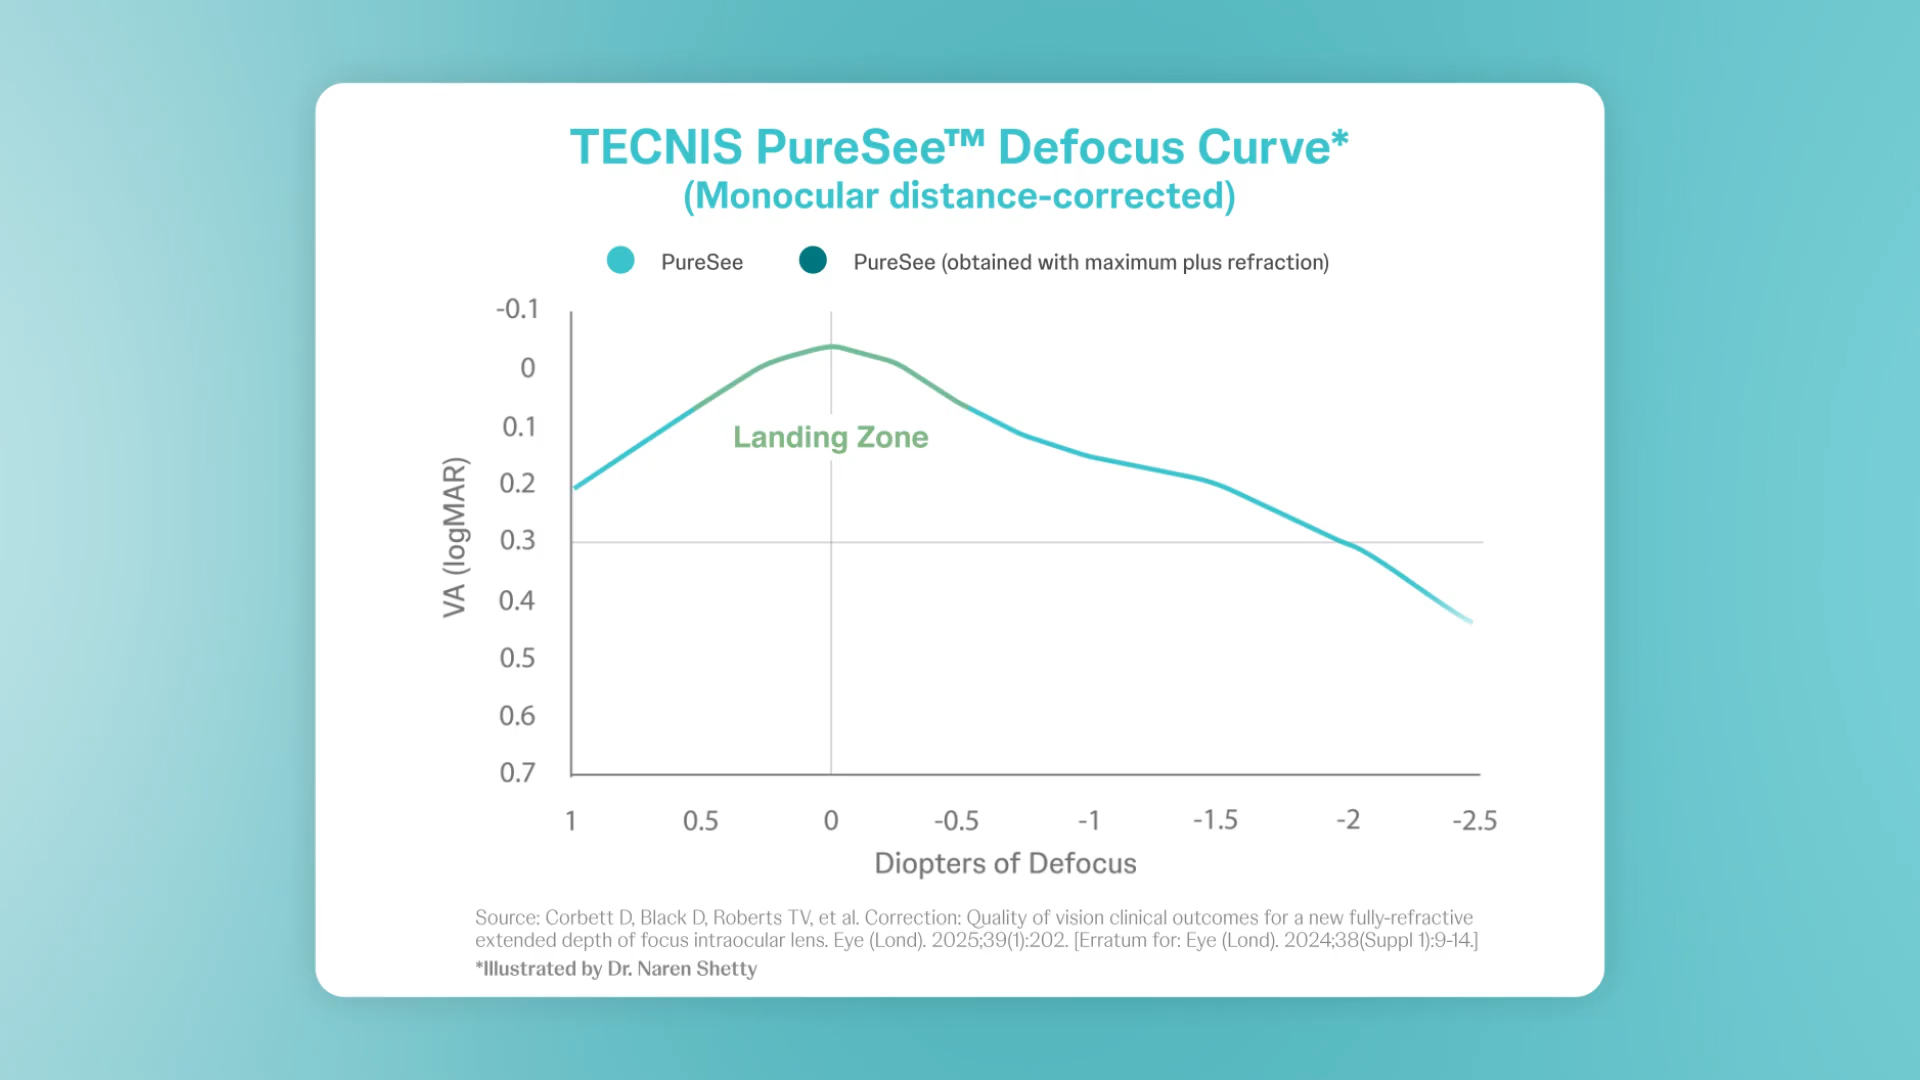 TECNIS PureSee™ Defocus Curve*
(Monocular distance-corrected)
PureSee
PureSee (obtained with maximum plus refraction)
-0.1
0
0.1
0.2
0.3
0.4
0.5
0.6
0.7
VA (logMAR)
Landing Zone
1 0.5 0 -0.5 -1 -1.5 -2 -2.5
Diopters of Defocus
Source: Corbett D, Black D, Roberts TV, et al. Correction: Quality of vision clinical outcomes for a new fully-refractive
extended depth of focus intraocular lens. Eye (Lond). 2025;39(1):202. [Erratum for: Eye (Lond). 2024;38(Suppl 1):9-14.]
*Illustrated by Dr. Naren Shetty